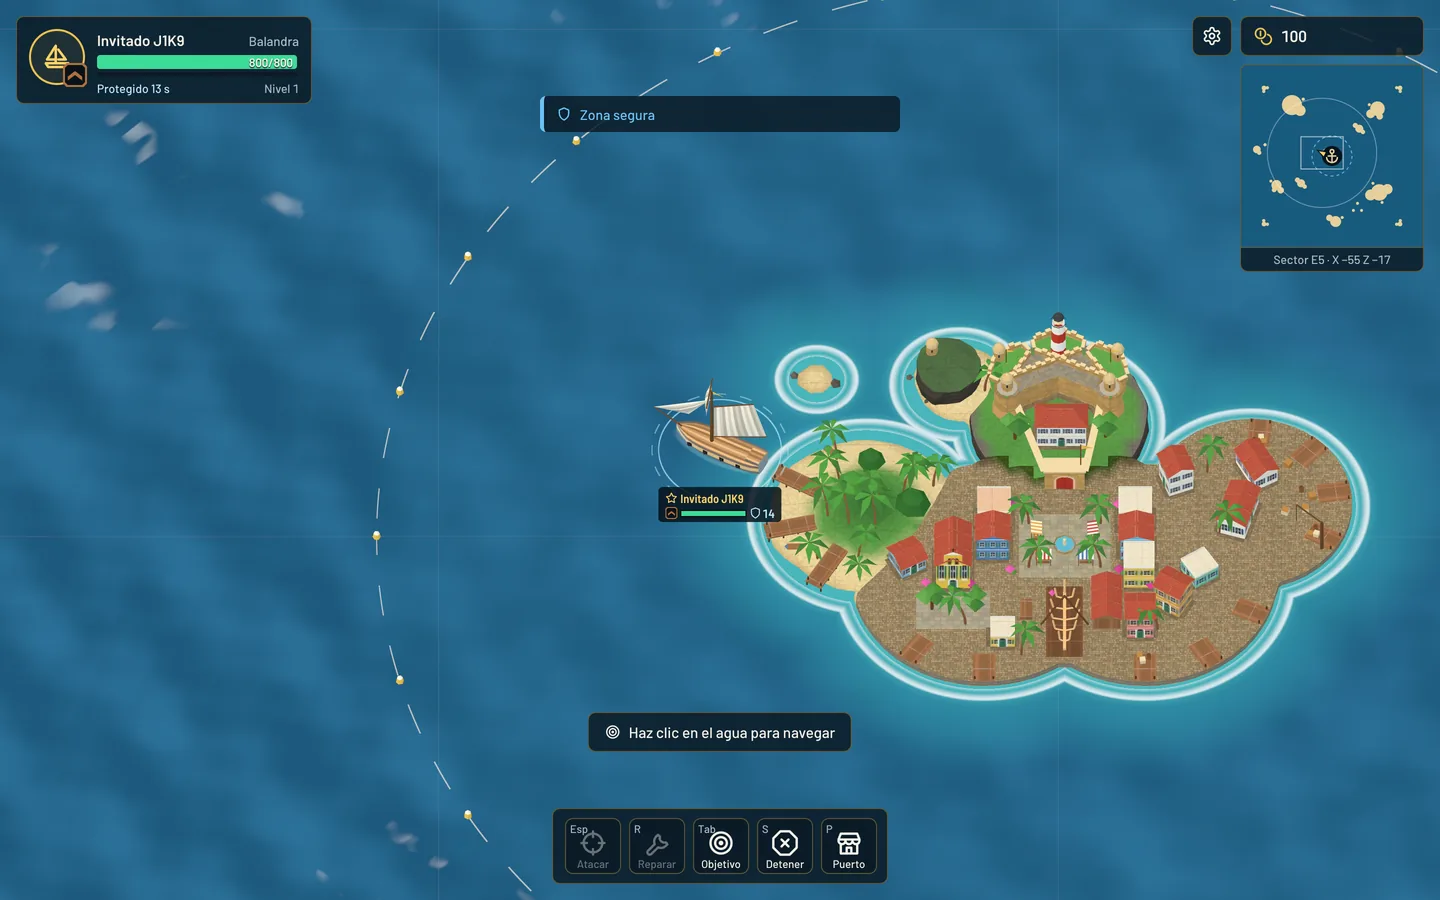 Invitado J1K9
Balandra
800/800
Protegido 13 s
Nivel 1
100
Zona segura
Sector E5 · X -55 Z -17
Invitado J1K9
14
Haz clic en el agua para navegar
Esp
Atacar
R
Reparar
Tab
Objetivo
S
Detener
P
Puerto